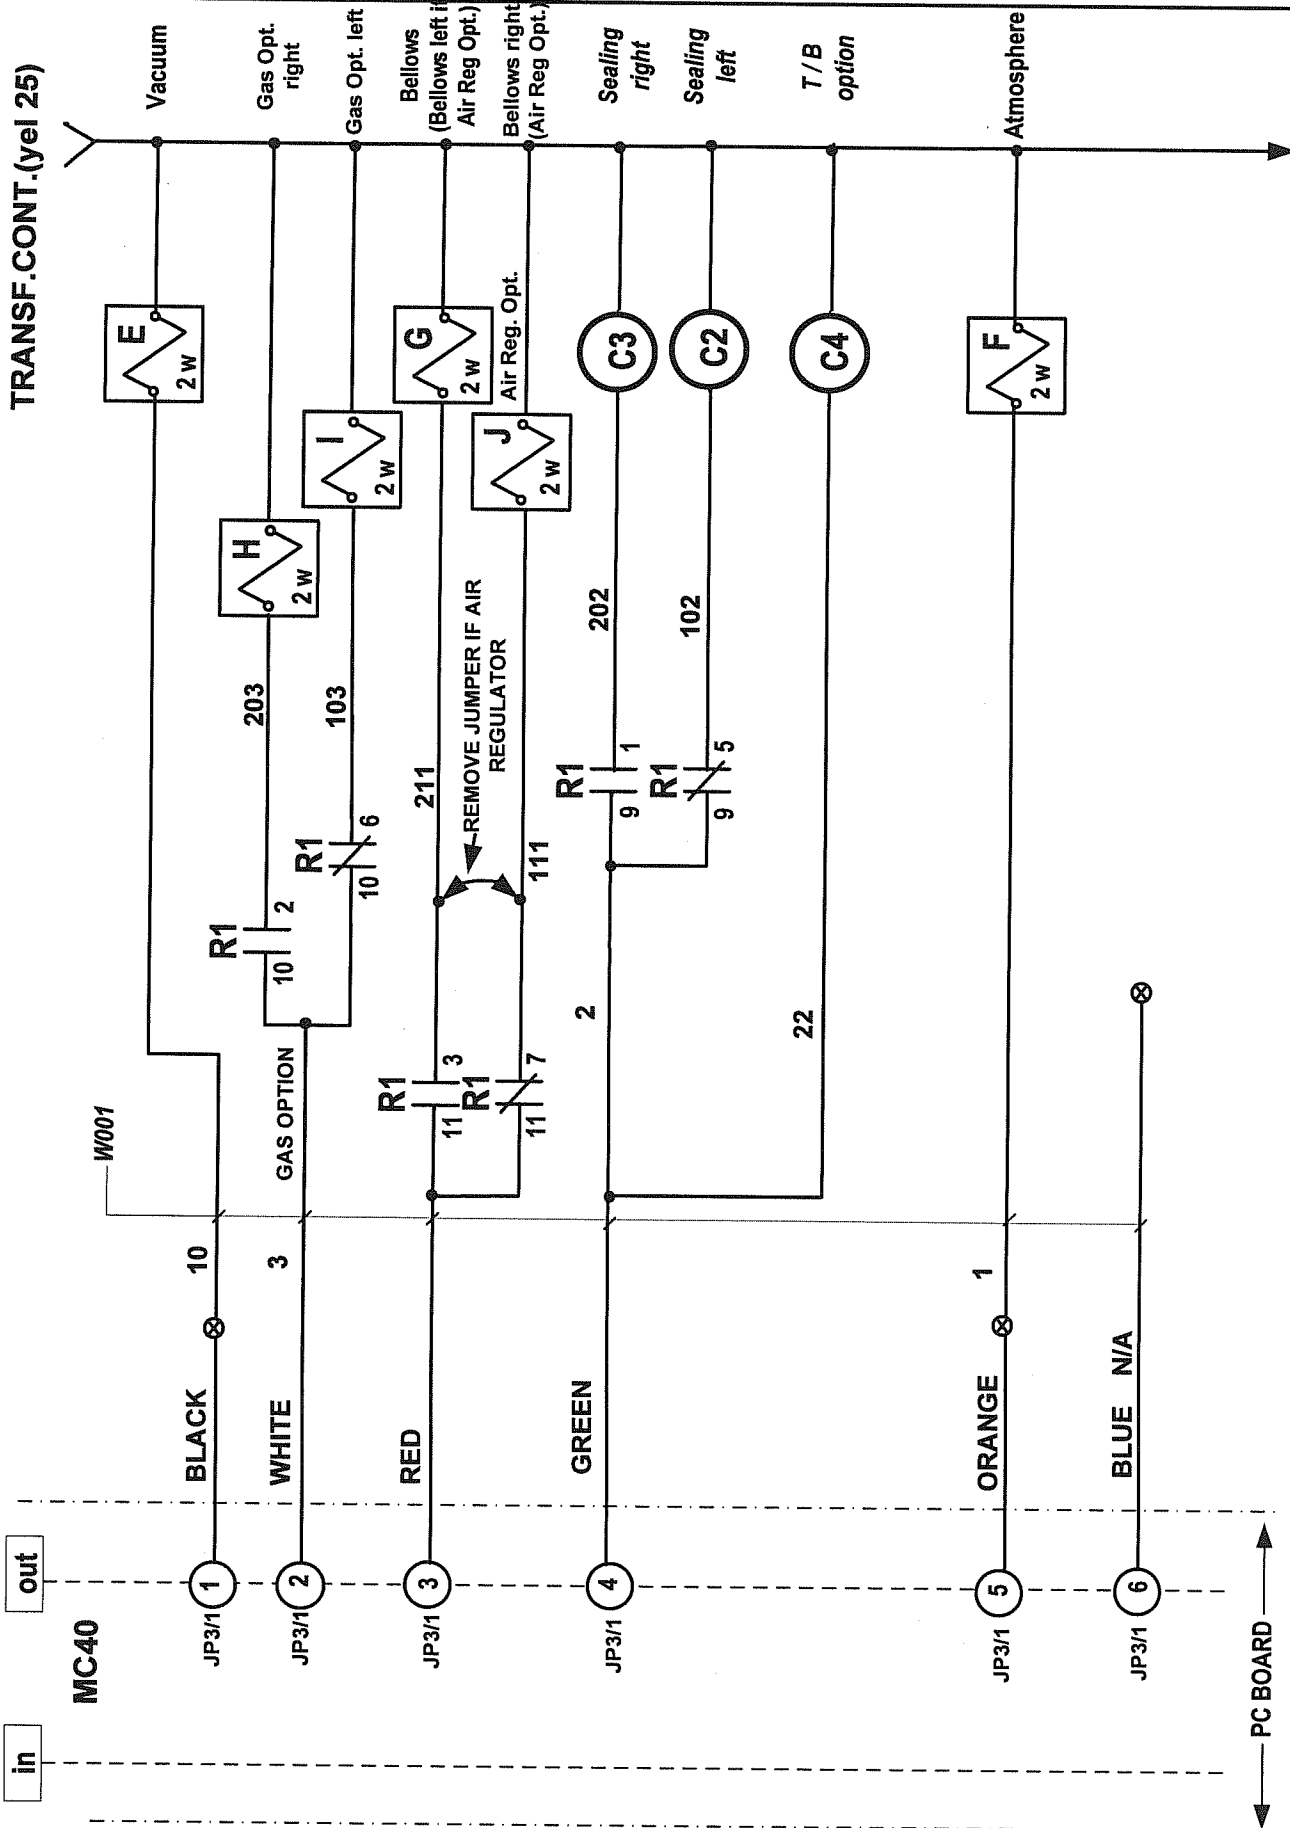 TRANSF.CONT.(yel 25)
Vacuum
Gas Opt.
right
Gas Opt. left
Bellows
(Bellows left if
Air Reg Opt.)
Bellows right
(Air Reg Opt.)
Sealing
right
Sealing
left
T / B
option
Atmosphere
E
2 w
H
2 w
I
2 w
G
2 w
Air Reg. Opt.
J
2 w
C3
C2
C4
F
2 w
203
103
211
REMOVE JUMPER IF AIR
REGULATOR
111
202
102
R1
10
2
R1
10
6
R1
11
3
R1
11
7
R1
9
1
R1
9
5
2
22
W001
GAS OPTION
10
3
1
BLACK
WHITE
RED
GREEN
ORANGE
BLUE N/A
out
MC40
in
1
JP3/1
2
JP3/1
3
JP3/1
4
JP3/1
5
JP3/1
6
JP3/1
PC BOARD